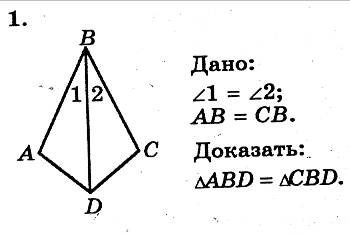 1.
B
1 2
A
C
D
Дано:
∠1 = ∠2;
AB = CB.
Доказать:
△ABD = △CBD.